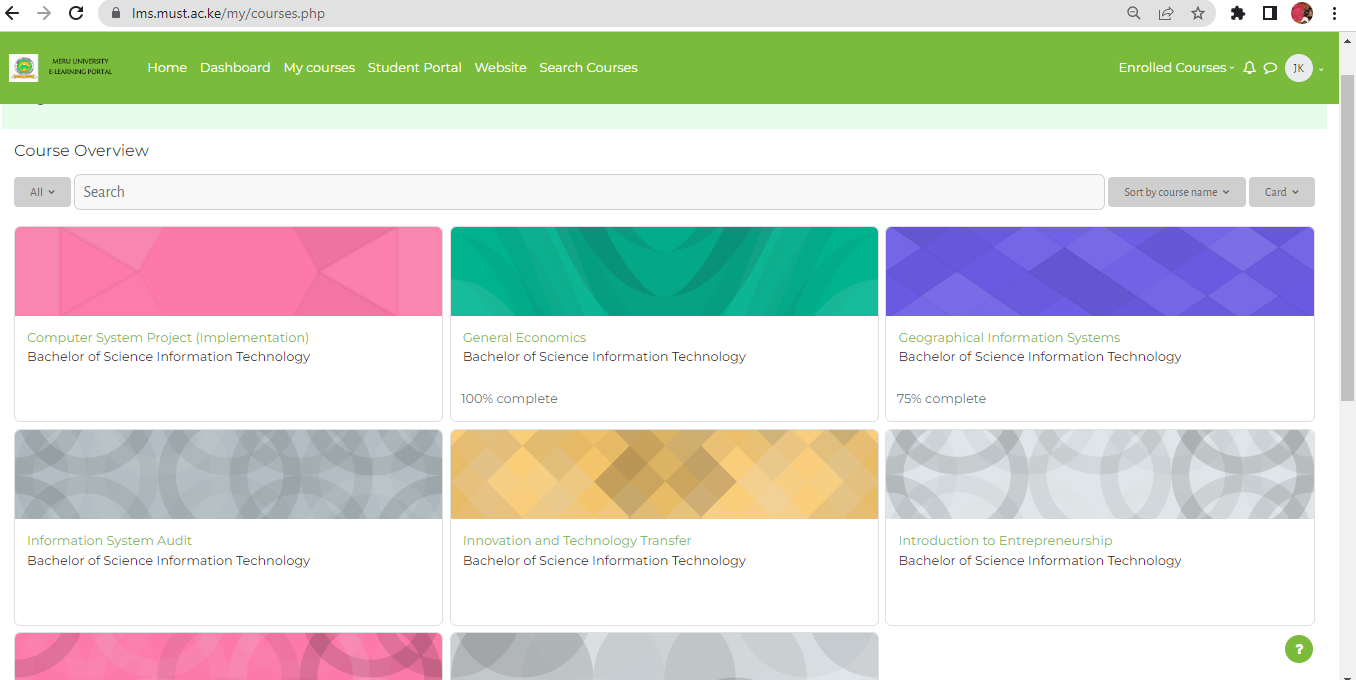 lms.must.ac.ke/my/courses.php
MERU UNIVERSITY
E-LEARNING PORTAL
Home Dashboard My courses Student Portal Website Search Courses
Enrolled Courses
JK
Course Overview
All
Search
Sort by course name
Card
Computer System Project (Implementation)
Bachelor of Science Information Technology
General Economics
Bachelor of Science Information Technology
100% complete
Geographical Information Systems
Bachelor of Science Information Technology
75% complete
Information System Audit
Bachelor of Science Information Technology
Innovation and Technology Transfer
Bachelor of Science Information Technology
Introduction to Entrepreneurship
Bachelor of Science Information Technology
?